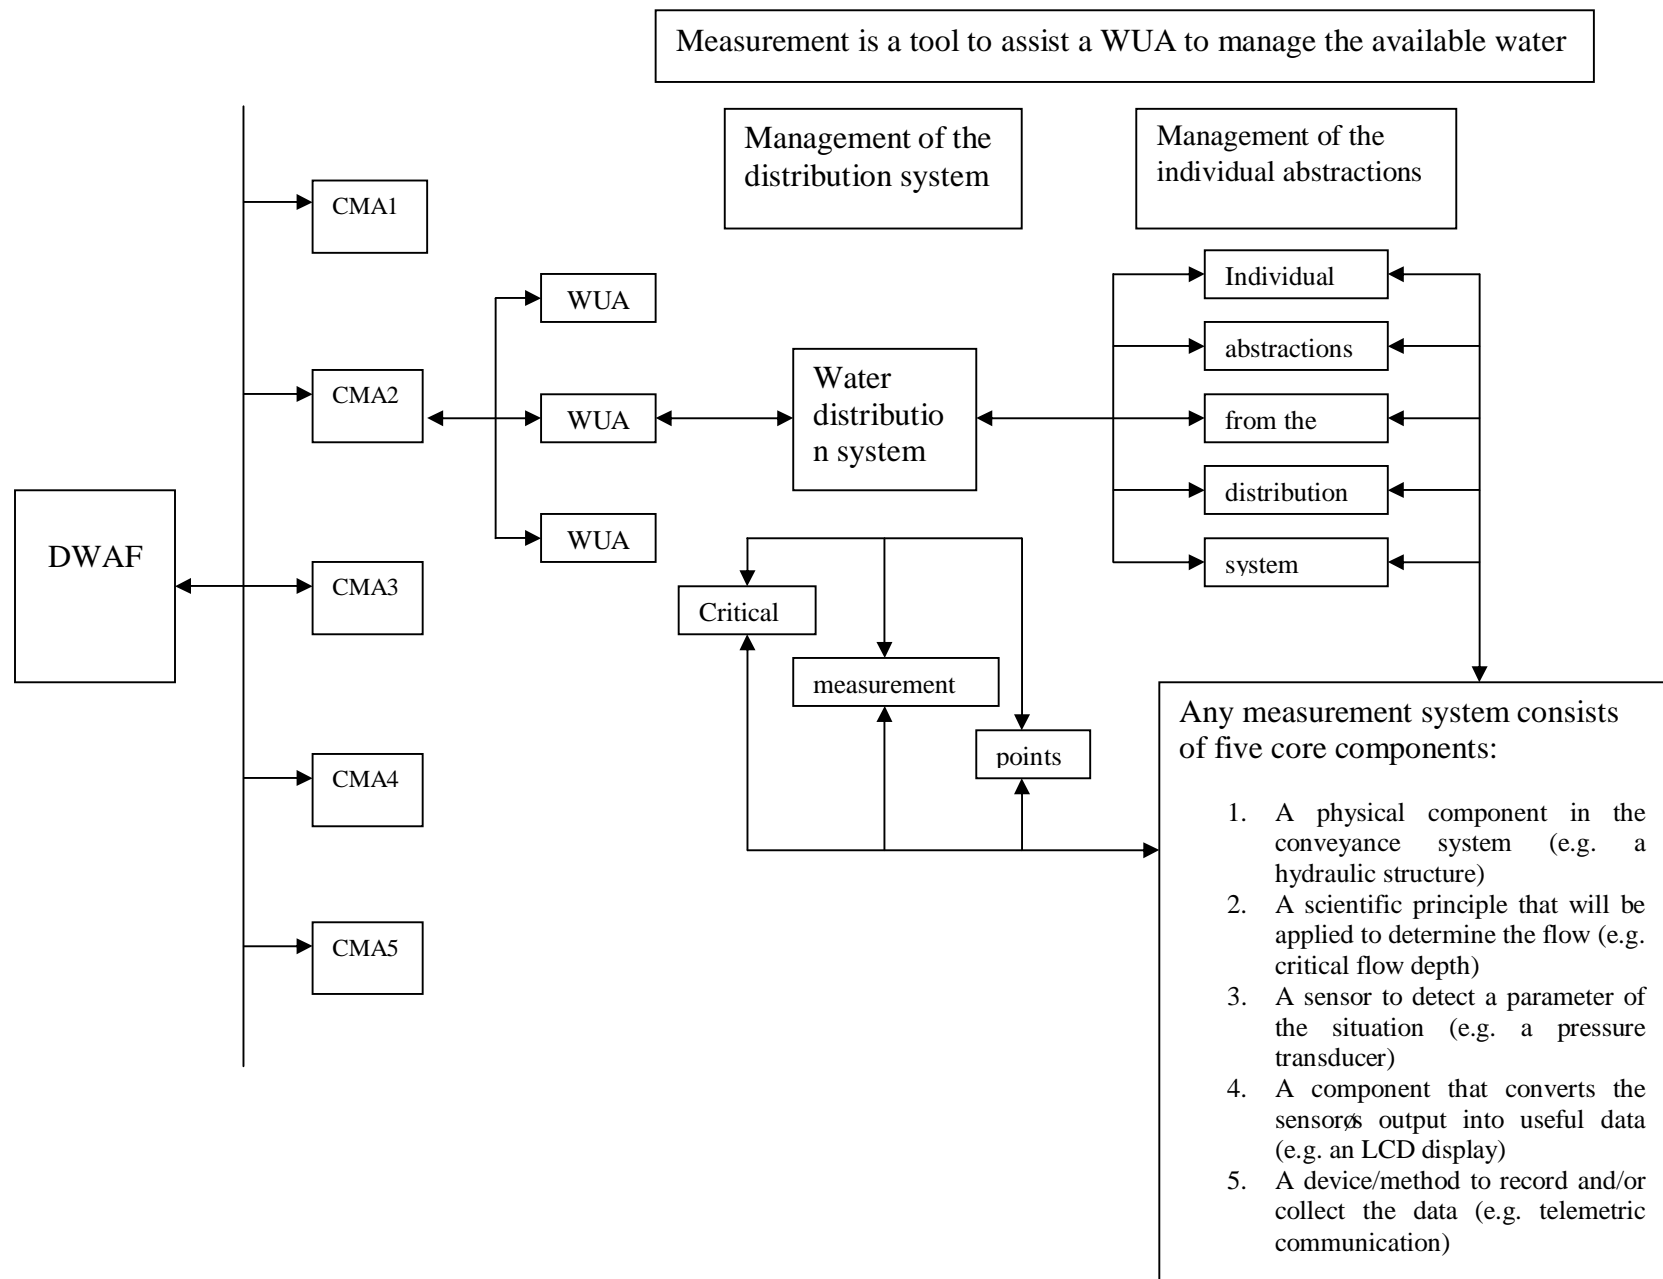 Measurement is a tool to assist a WUA to manage the available water
Management of the
distribution system
Management of the
individual abstractions
CMA1
CMA2
CMA3
CMA4
CMA5
DWAF
WUA
WUA
WUA
Water
distributio
n system
Individual
abstractions
from the
distribution
system
Critical
measurement
points
Any measurement system consists
of five core components:
1. A physical component in the
conveyance system (e.g. a
hydraulic structure)
2. A scientific principle that will be
applied to determine the flow (e.g.
critical flow depth)
3. A sensor to detect a parameter of
the situation (e.g. a pressure
transducer)
4. A component that converts the
sensorøs output into useful data
(e.g. an LCD display)
5. A device/method to record and/or
collect the data (e.g. telemetric
communication)